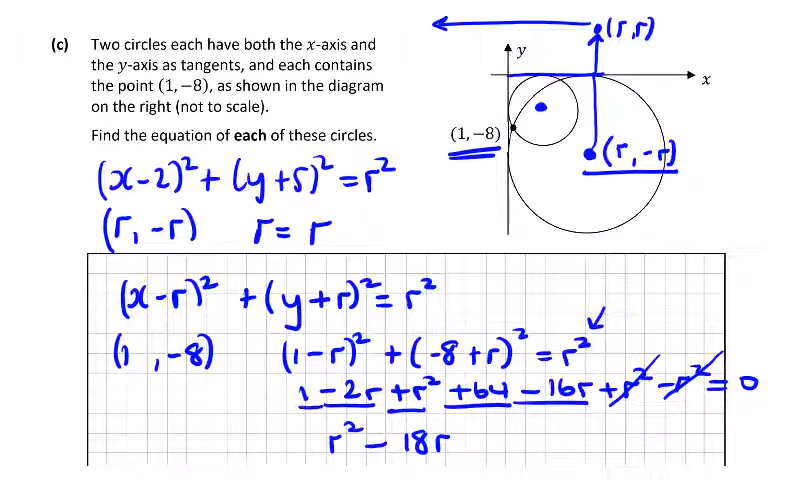 (c) Two circles each have both the x-axis and
the y-axis as tangents, and each contains
the point (1, −8), as shown in the diagram
on the right (not to scale).
Find the equation of each of these circles.
(r, r)
y
x
(1, −8)
(r, −r)
(x−2)² + (y+5)² = r²
(r, −r) r = r
(x−r)² + (y+r)² = r²
(1, −8) (1−r)² + (−8+r)² = r²
1 − 2r + r² + 64 − 16r + r² − r² = 0
r² − 18r